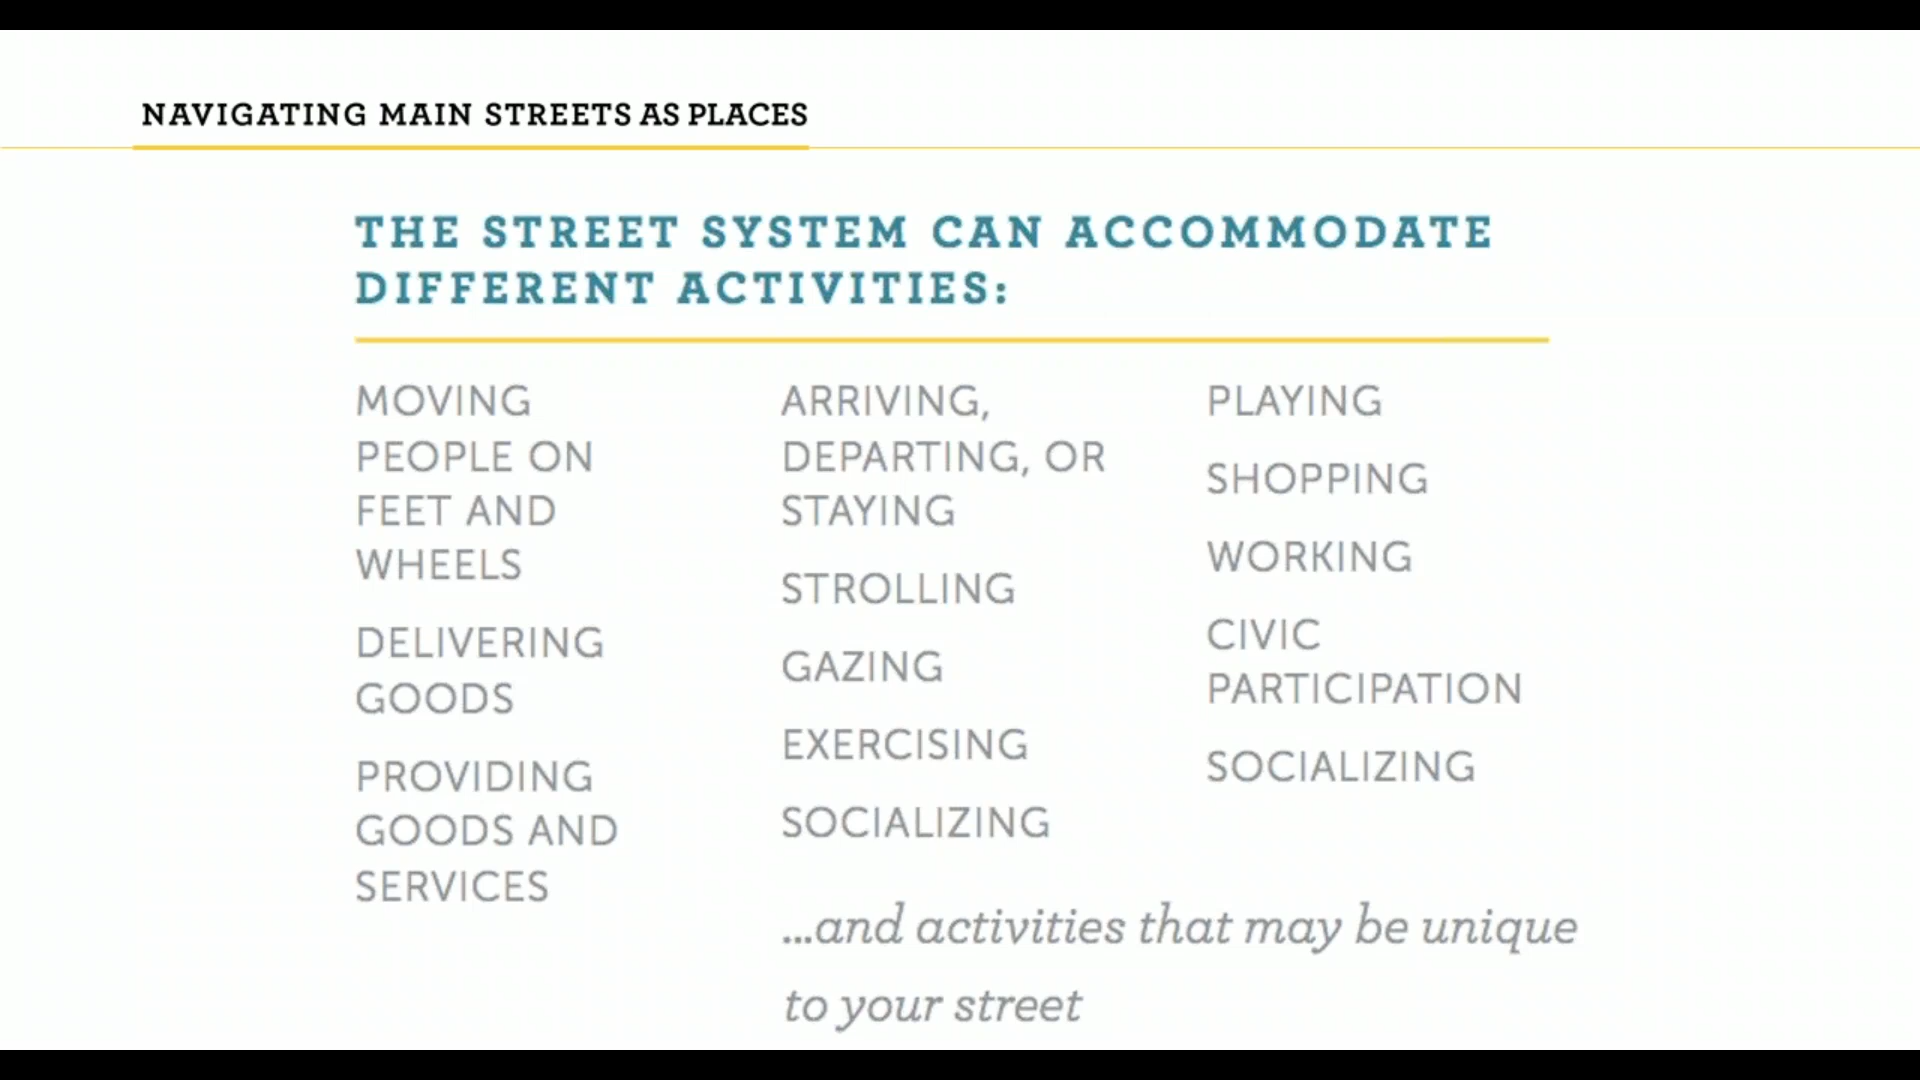 NAVIGATING MAIN STREETS AS PLACES
THE STREET SYSTEM CAN ACCOMMODATE
DIFFERENT ACTIVITIES:
MOVING
PEOPLE ON
FEET AND
WHEELS
DELIVERING
GOODS
PROVIDING
GOODS AND
SERVICES
ARRIVING,
DEPARTING, OR
STAYING
STROLLING
GAZING
EXERCISING
SOCIALIZING
PLAYING
SHOPPING
WORKING
CIVIC
PARTICIPATION
SOCIALIZING
...and activities that may be unique
to your street